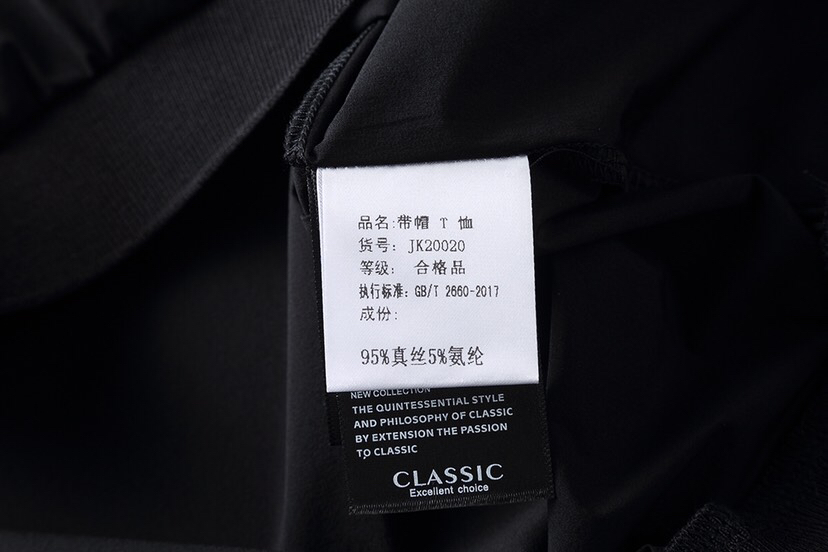 品名:带帽 T 恤
货号: JK20020
等级: 合格品
执行标准: GB/T 2660-2017
成份:
95%真丝5%氨纶
NEW COLLECTION
THE QUINTESSENTIAL STYLE
AND PHILOSOPHY OF CLASSIC
BY EXTENSION THE PASSION
TO CLASSIC
CLASSIC
Excellent choice